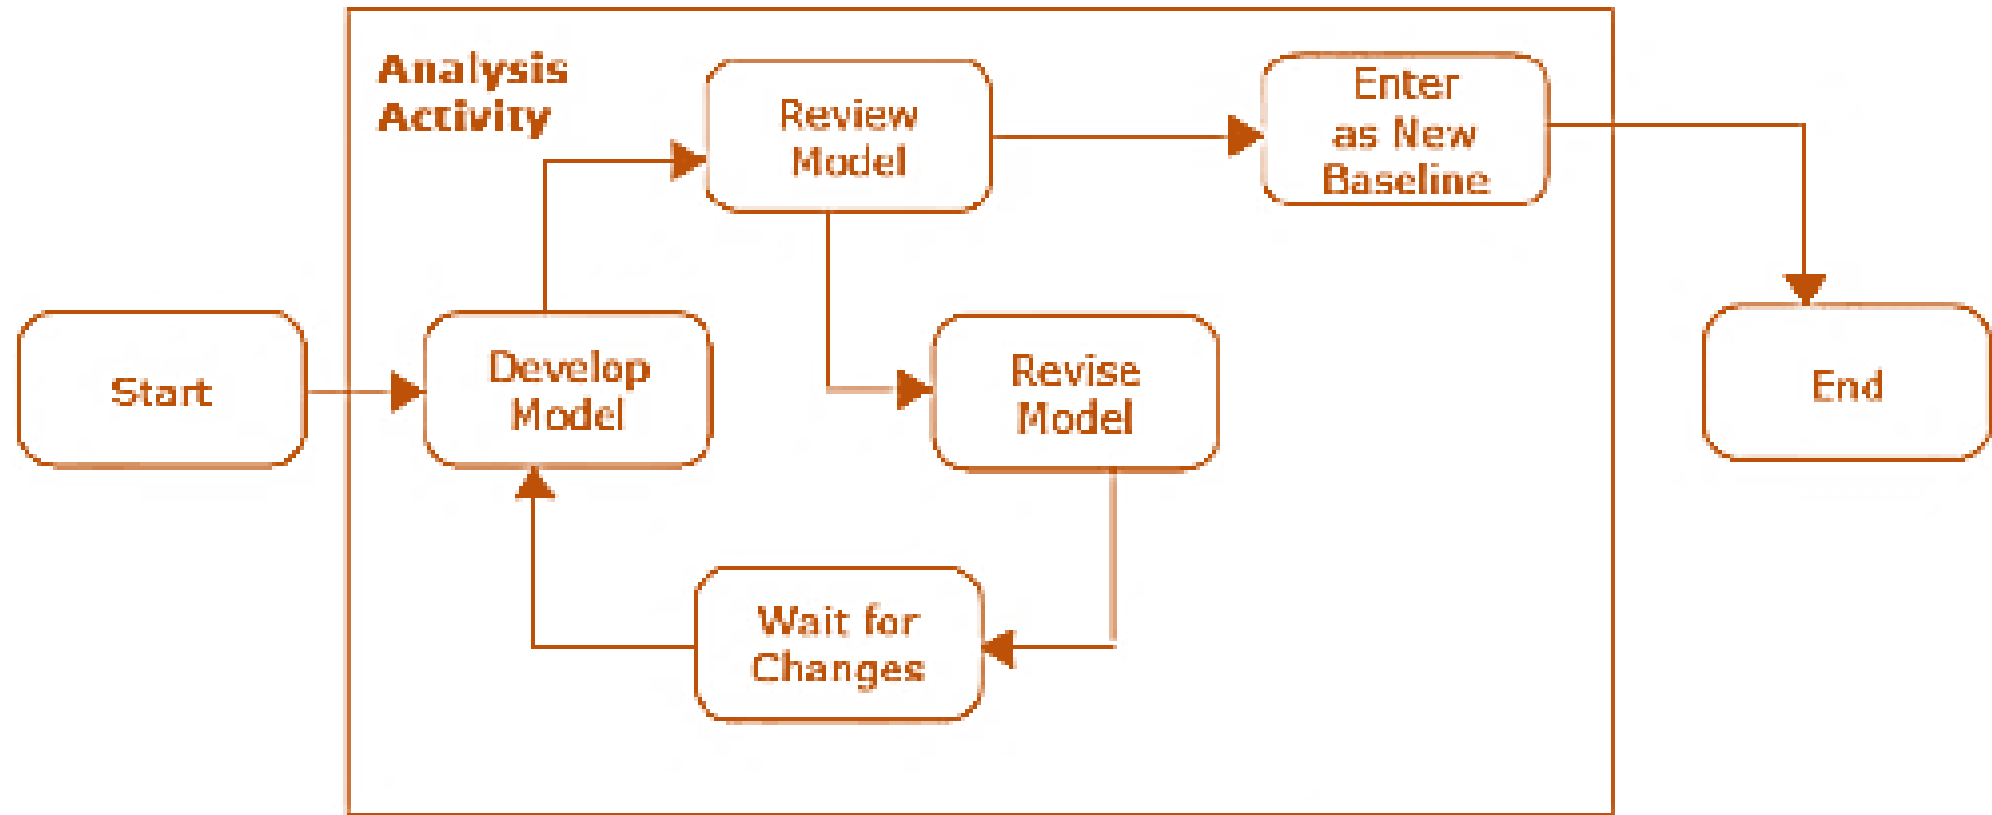 Analysis
Activity
Review
Model
Enter
as New
Baseline
Start
Develop
Model
Revise
Model
End
Wait for
Changes